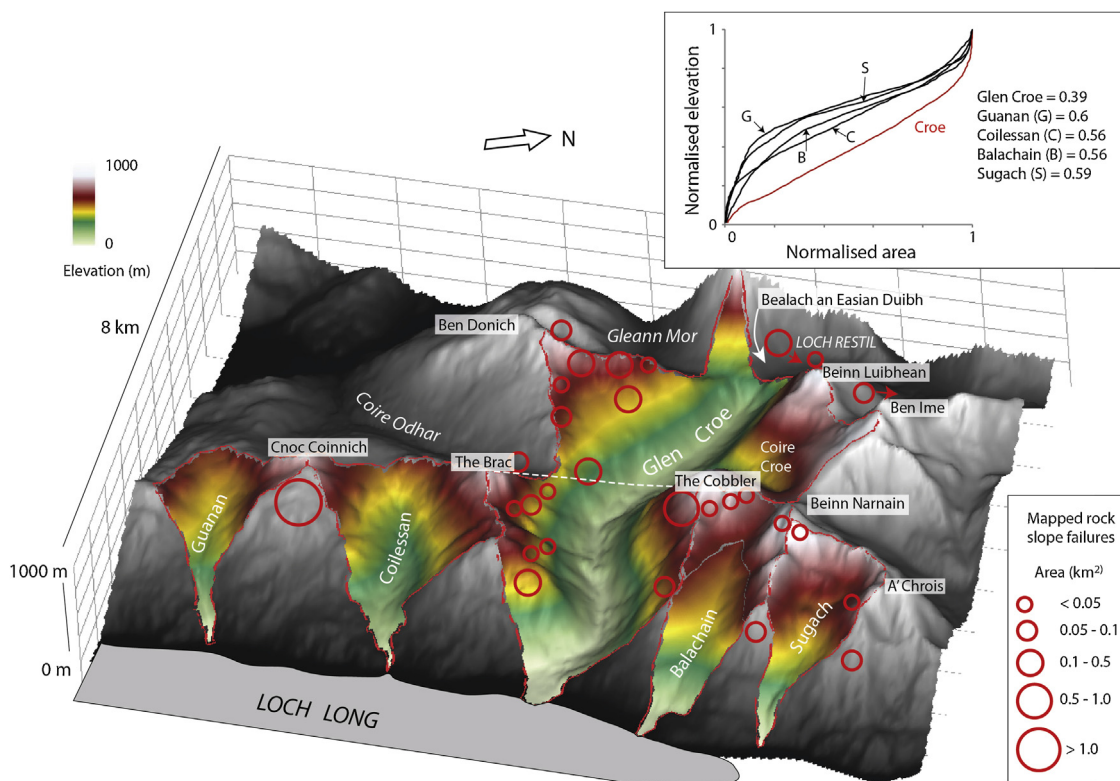 1
Normalised elevation
0
0
1
Normalised area
G
S
B
C
Croe
Glen Croe = 0.39
Guanan (G) = 0.6
Coilessan (C) = 0.56
Balachain (B) = 0.56
Sugach (S) = 0.59
N
1000
0
Elevation (m)
8 km
Bealach an Easian Duibh
Ben Donich
Gleann Mor
LOCH RESTIL
Beinn Luibhean
Ben Ime
Coire Odhar
Croe
Glen
Coire
Croe
Cnoc Coinnich
The Brac
The Cobbler
Beinn Narnain
Guanan
Coilessan
A' Chrois
Balachain
Sugach
1000 m
0 m
LOCH LONG
Mapped rock
slope failures
Area (km²)
< 0.05
0.05 - 0.1
0.1 - 0.5
0.5 - 1.0
> 1.0